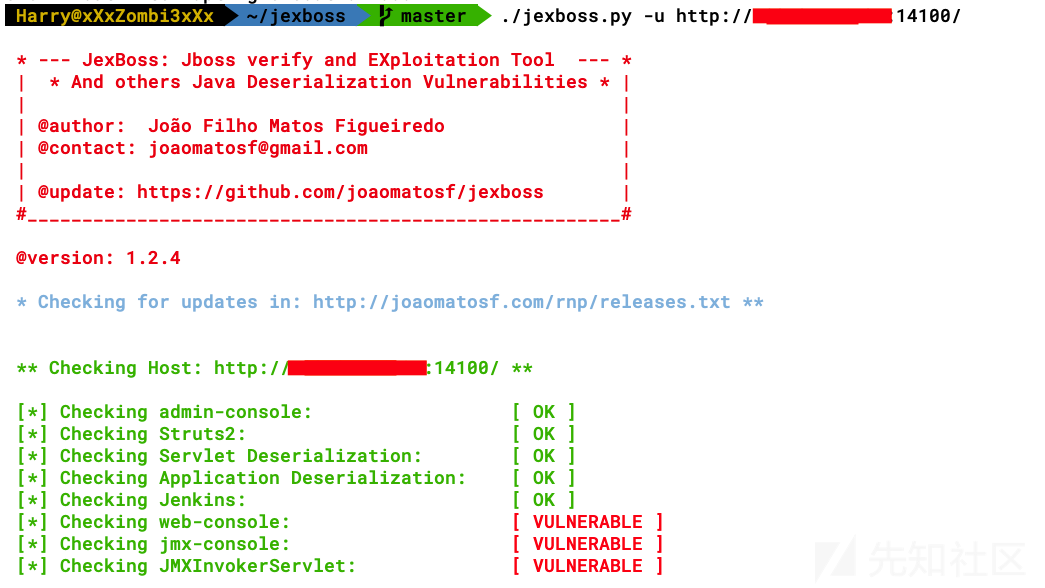 Harry@xXxZombi3xXx ~/jexboss master ./jexboss.py -u http://:14100/
* --- JexBoss: Jboss verify and EXploitation Tool --- *
| * And others Java Deserialization Vulnerabilities * |
| |
| @author: João Filho Matos Figueiredo |
| @contact: joaomatosf@gmail.com |
| |
| @update: https://github.com/joaomatosf/jexboss |
#______________________________________________________#
@version: 1.2.4
* Checking for updates in: http://joaomatosf.com/rnp/releases.txt **
** Checking Host: http://:14100/ **
[*] Checking admin-console: [ OK ]
[*] Checking Struts2: [ OK ]
[*] Checking Servlet Deserialization: [ OK ]
[*] Checking Application Deserialization: [ OK ]
[*] Checking Jenkins: [ OK ]
[*] Checking web-console: [ VULNERABLE ]
[*] Checking jmx-console: [ VULNERABLE ]
[*] Checking JMXInvokerServlet: [ VULNERABLE ]
先知社区